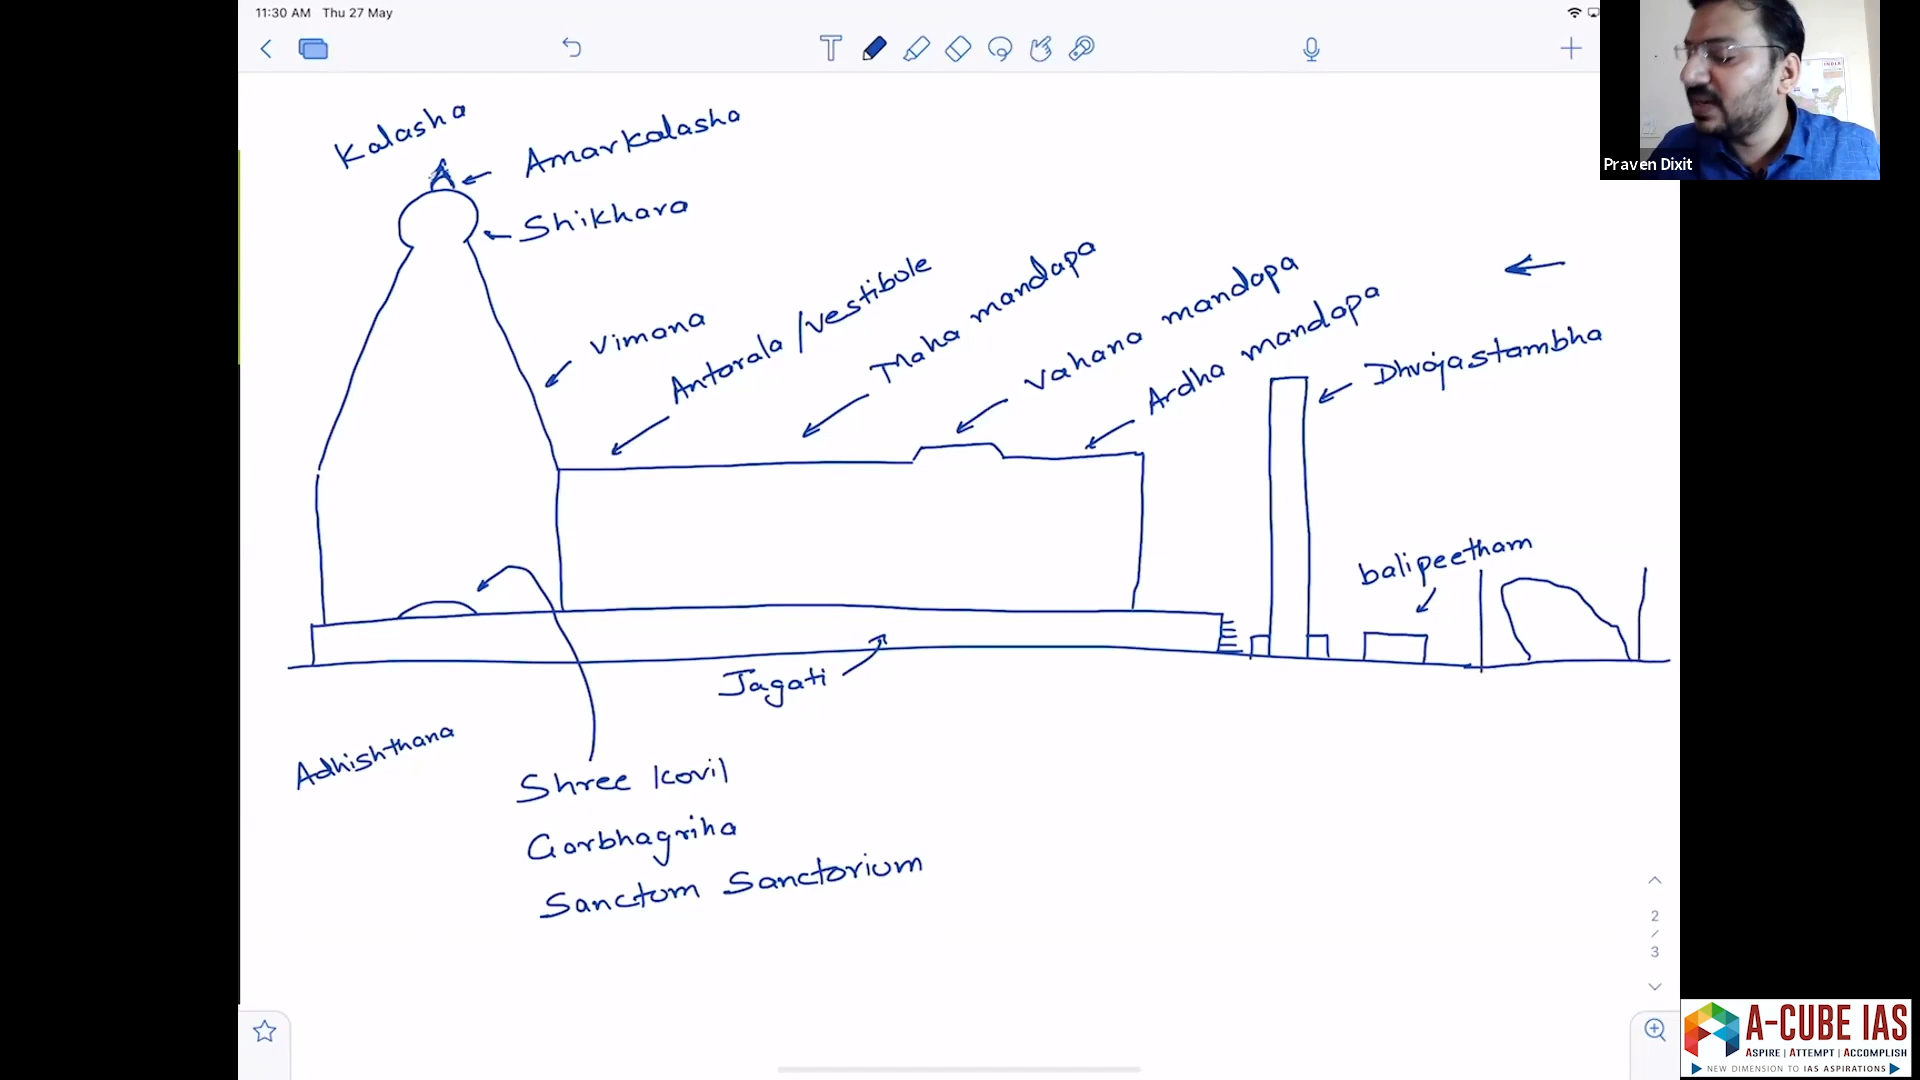 11:30 AM Thu 27 May
Praven Dixit
Kalasha
Amarkalasha
Shikhara
Vimana
Antarala / vestibule
Maha mandapa
Vahana mandapa
Ardha mandapa
Dhvajastambha
balipeetham
Jagati
Adhishthana
Shree Kovil
Garbhagriha
Sanctum Sanctorium
2
/
3
A-CUBE IAS
ASPIRE | ATTEMPT | ACCOMPLISH
NEW DIMENSION TO IAS ASPIRATIONS